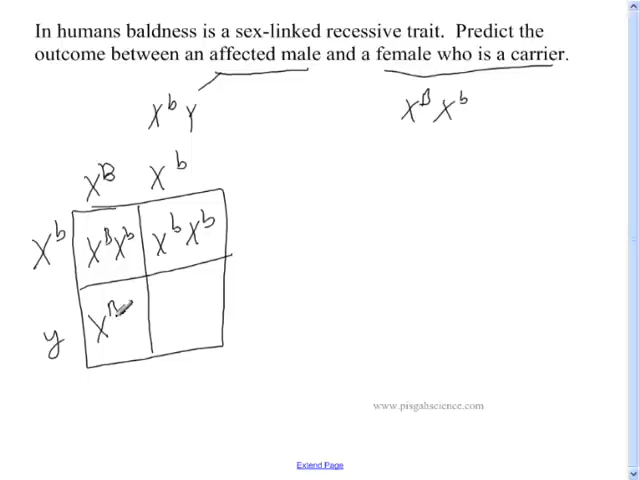 In humans baldness is a sex-linked recessive trait. Predict the
outcome between an affected male and a female who is a carrier.
X^b Y
X^B X^b
X^B X^b
X^b X^B X^b X^b X^b
y X^B
www.pisgahscience.com
Extend Page